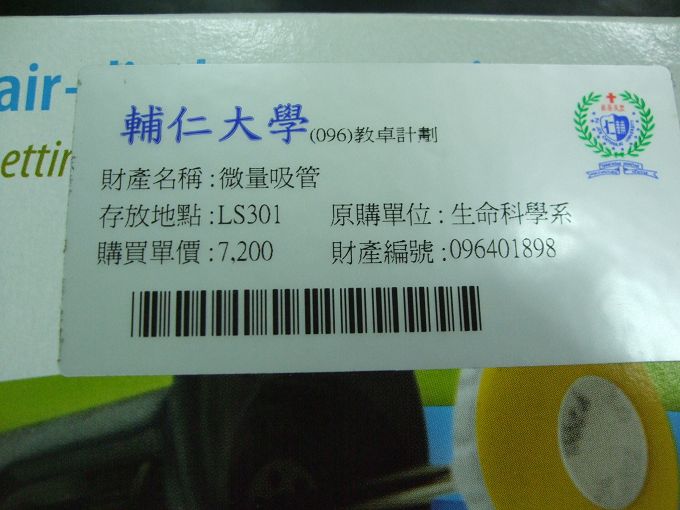 air-
ettin
輔仁大學(096)教卓計劃
財產名稱:微量吸管
存放地點:LS301 原購單位:生命科學系
購買單價:7,200 財產編號:096401898